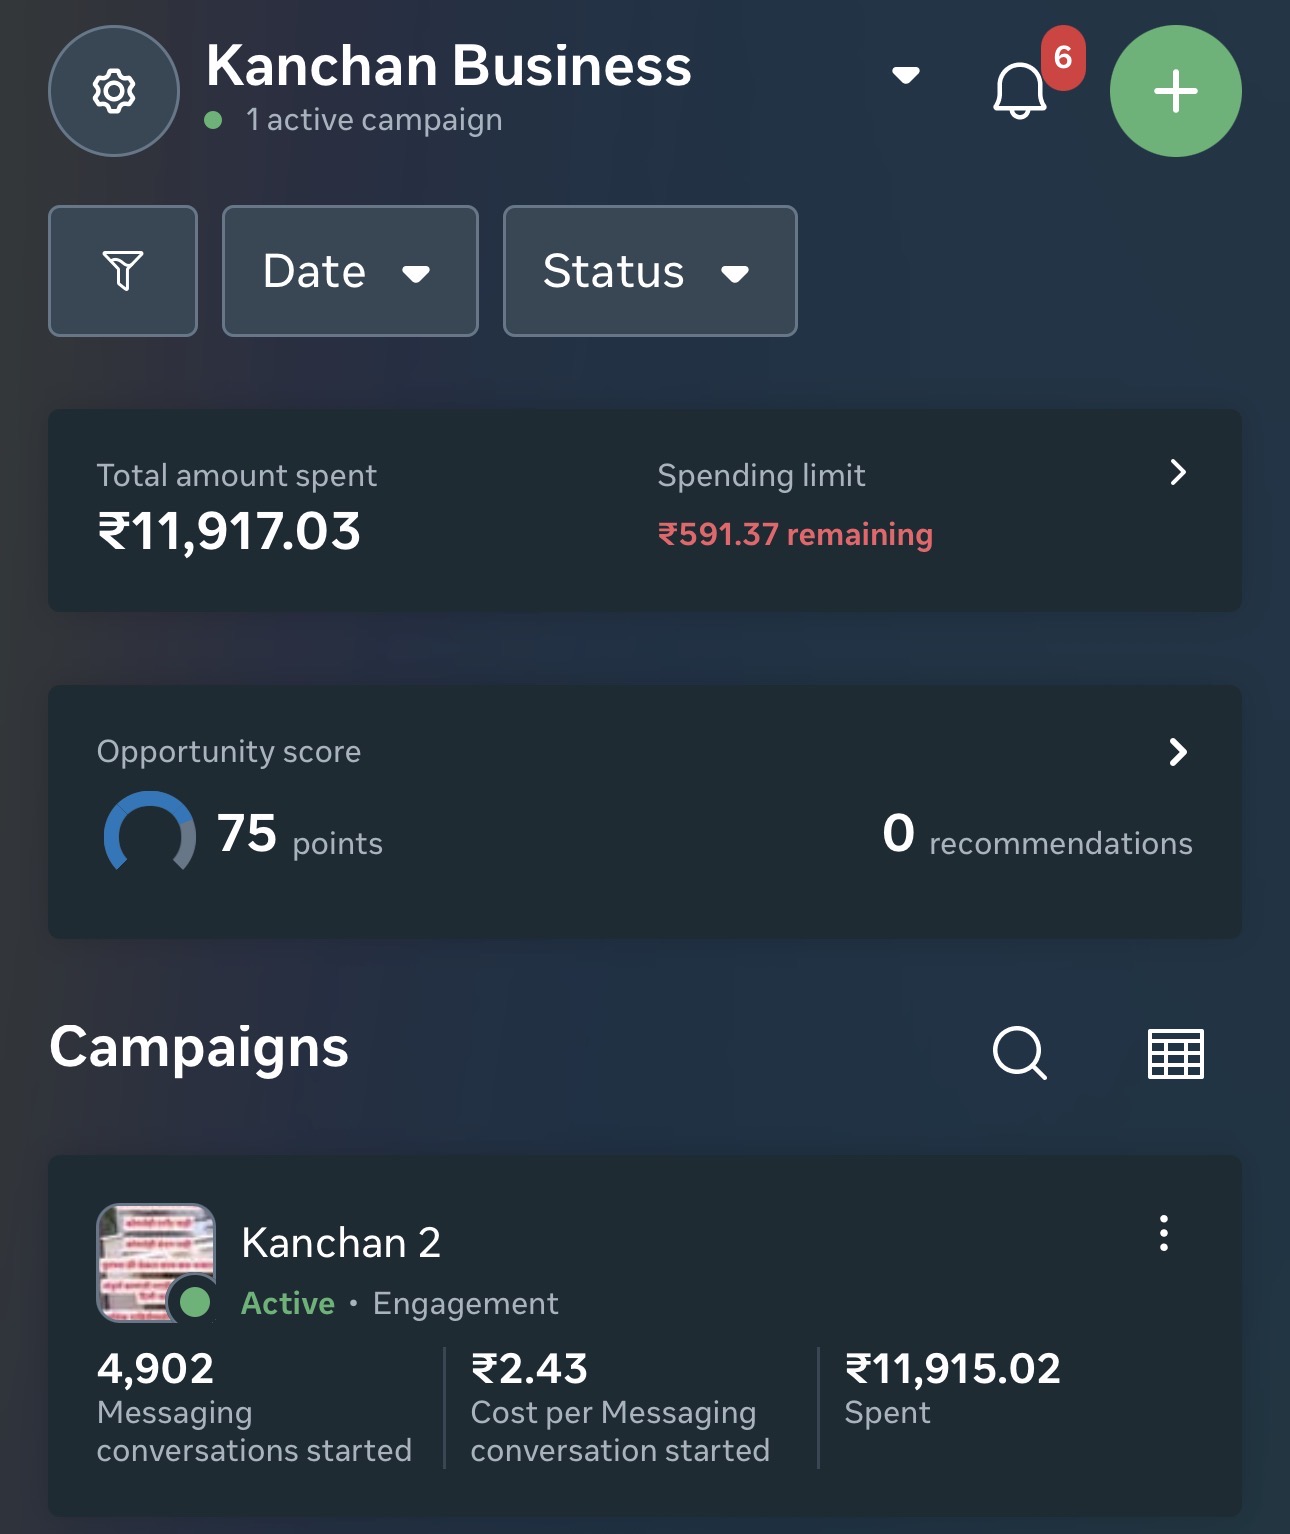 Kanchan Business
6
1 active campaign
Date
Status
Total amount spent
Spending limit
₹11,917.03
₹591.37 remaining
Opportunity score
75 points
0 recommendations
Campaigns
Kanchan 2
Active • Engagement
4,902
₹2.43
₹11,915.02
Messaging
Cost per Messaging
Spent
conversations started
conversation started